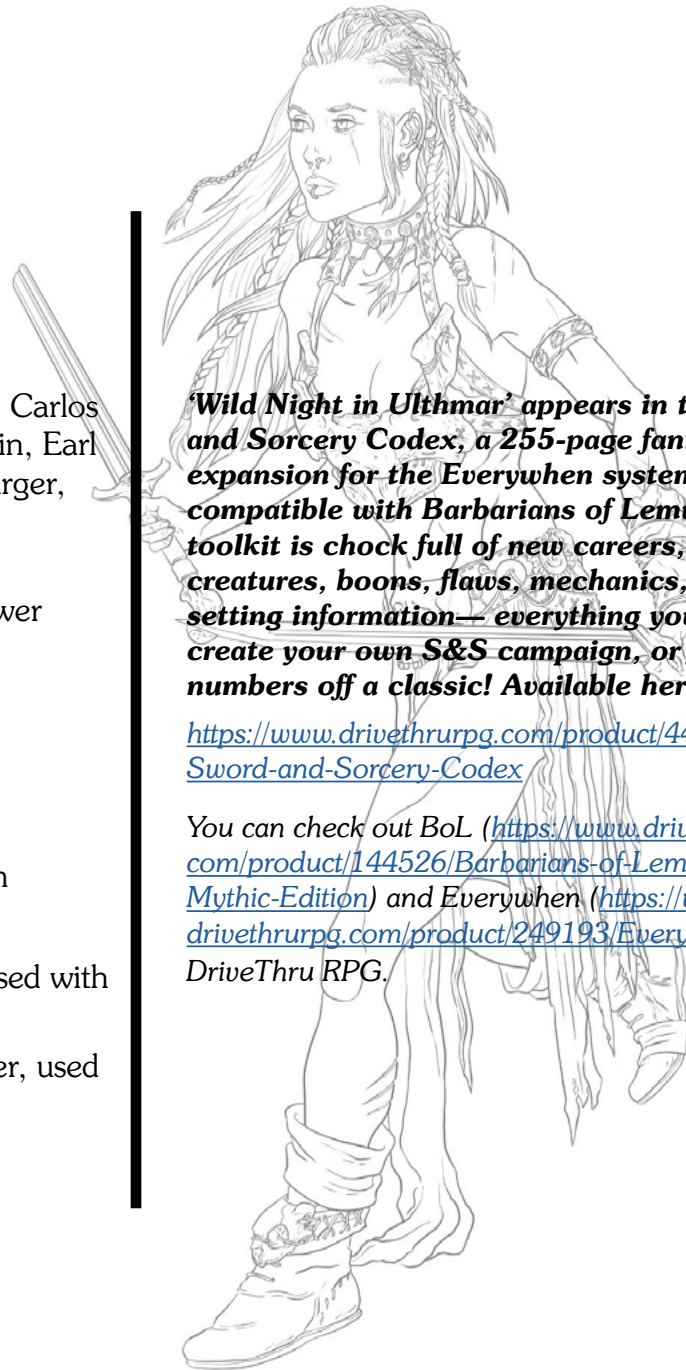 Carlos
in, Earl
rger,
wer
n
sed with
er, used
‘Wild Night in Ulthmar’ appears in t
and Sorcery Codex, a 255-page fan
expansion for the Everywhen system
compatible with Barbarians of Lem
toolkit is chock full of new careers,
creatures, boons, flaws, mechanics,
setting information— everything you
create your own S&S campaign, or
numbers off a classic! Available her
https://www.drivethrurpg.com/product/44
Sword-and-Sorcery-Codex
You can check out BoL (https://www.driv
com/product/144526/Barbarians-of-Lem
Mythic-Edition) and Everywhen (https://
drivethrurpg.com/product/249193/Every
DriveThru RPG.